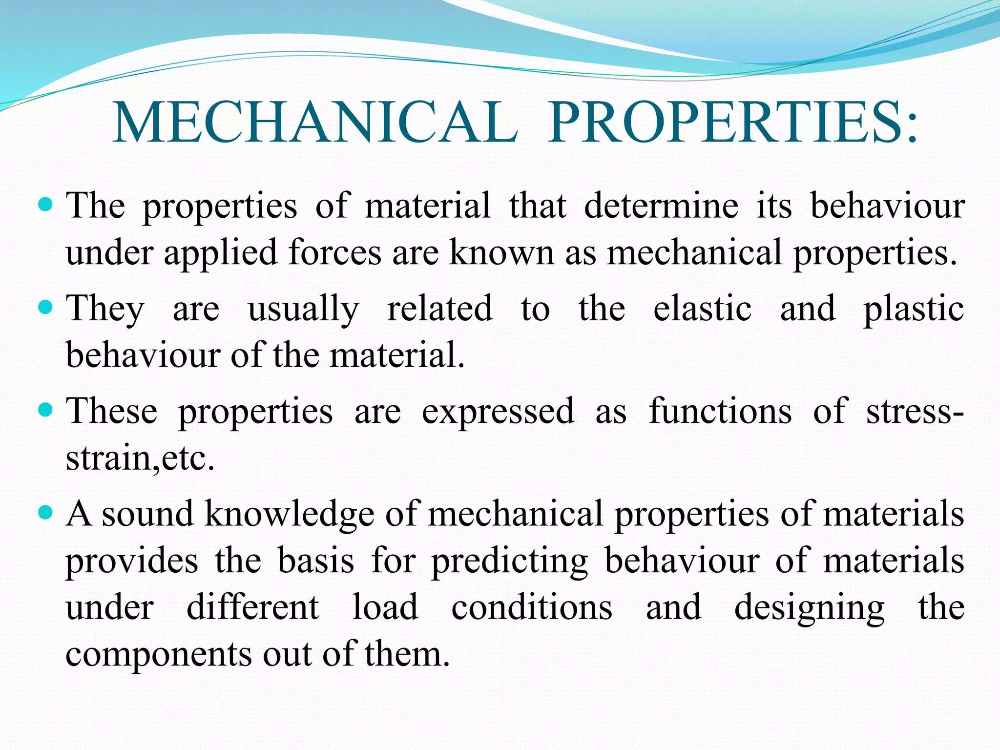 MECHANICAL PROPERTIES:
The properties of material that determine its behaviour
under applied forces are known as mechanical properties.
They are usually related to the elastic and plastic
behaviour of the material.
These properties are expressed as functions of stress-
strain,etc.
A sound knowledge of mechanical properties of materials
provides the basis for predicting behaviour of materials
under different load conditions and designing the
components out of them.